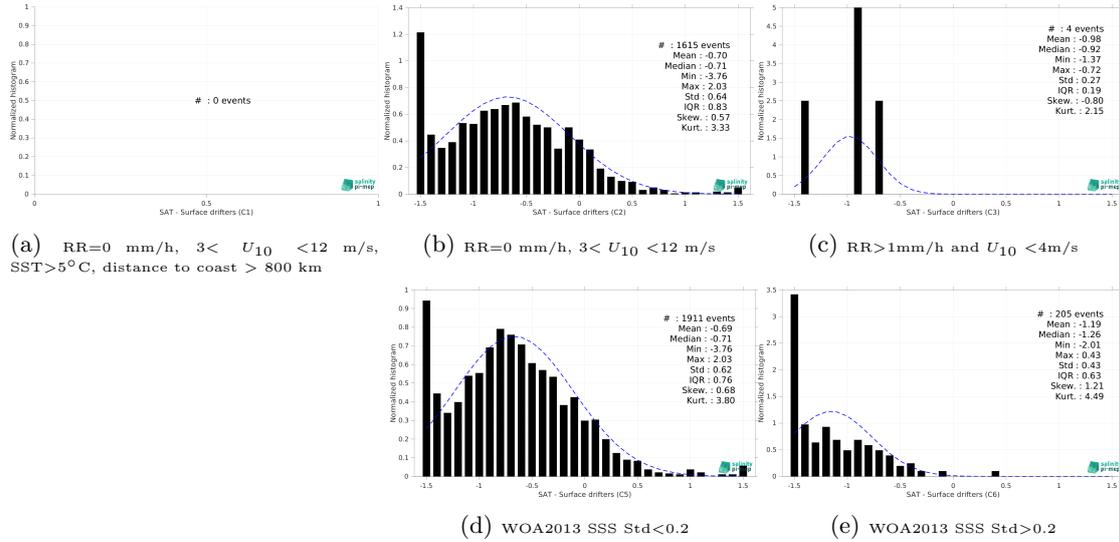 1
0.9
0.8
0.7
0.6
0.5
0.4
0.3
0.2
0.1
0
Normalized histogram
# : 0 events
salinity
pi-mep
0 0.5 1
SAT - Surface drifters (C1)
(a) RR=0 mm/h, 3< U10 <12 m/s,
SST>5°C, distance to coast > 800 km
1.4
1.2
1
0.8
0.6
0.4
0.2
0
Normalized histogram
# : 1615 events
Mean : -0.70
Median : -0.71
Min : -3.76
Max : 2.03
Std : 0.64
IQR : 0.83
Skew. : 0.57
Kurt. : 3.33
salinity
pi-mep
-1.5 -1 -0.5 0 0.5 1 1.5
SAT - Surface drifters (C2)
(b) RR=0 mm/h, 3< U10 <12 m/s
5
4.5
4
3.5
3
2.5
2
1.5
1
0.5
0
Normalized histogram
# : 4 events
Mean : -0.98
Median : -0.92
Min : -1.37
Max : -0.72
Std : 0.27
IQR : 0.19
Skew. : -0.80
Kurt. : 2.15
salinity
pi-mep
-1.5 -1 -0.5 0 0.5 1 1.5
SAT - Surface drifters (C3)
(c) RR>1mm/h and U10 <4m/s
1
0.9
0.8
0.7
0.6
0.5
0.4
0.3
0.2
0.1
0
Normalized histogram
# : 1911 events
Mean : -0.69
Median : -0.71
Min : -3.76
Max : 2.03
Std : 0.62
IQR : 0.76
Skew. : 0.68
Kurt. : 3.80
salinity
pi-mep
-1.5 -1 -0.5 0 0.5 1 1.5
SAT - Surface drifters (C5)
(d) WOA2013 SSS Std<0.2
3.5
3
2.5
2
1.5
1
0.5
0
Normalized histogram
# : 205 events
Mean : -1.19
Median : -1.26
Min : -2.01
Max : 0.43
Std : 0.43
IQR : 0.63
Skew. : 1.21
Kurt. : 4.49
salinity
pi-mep
-1.5 -1 -0.5 0 0.5 1 1.5
SAT - Surface drifters (C6)
(e) WOA2013 SSS Std>0.2